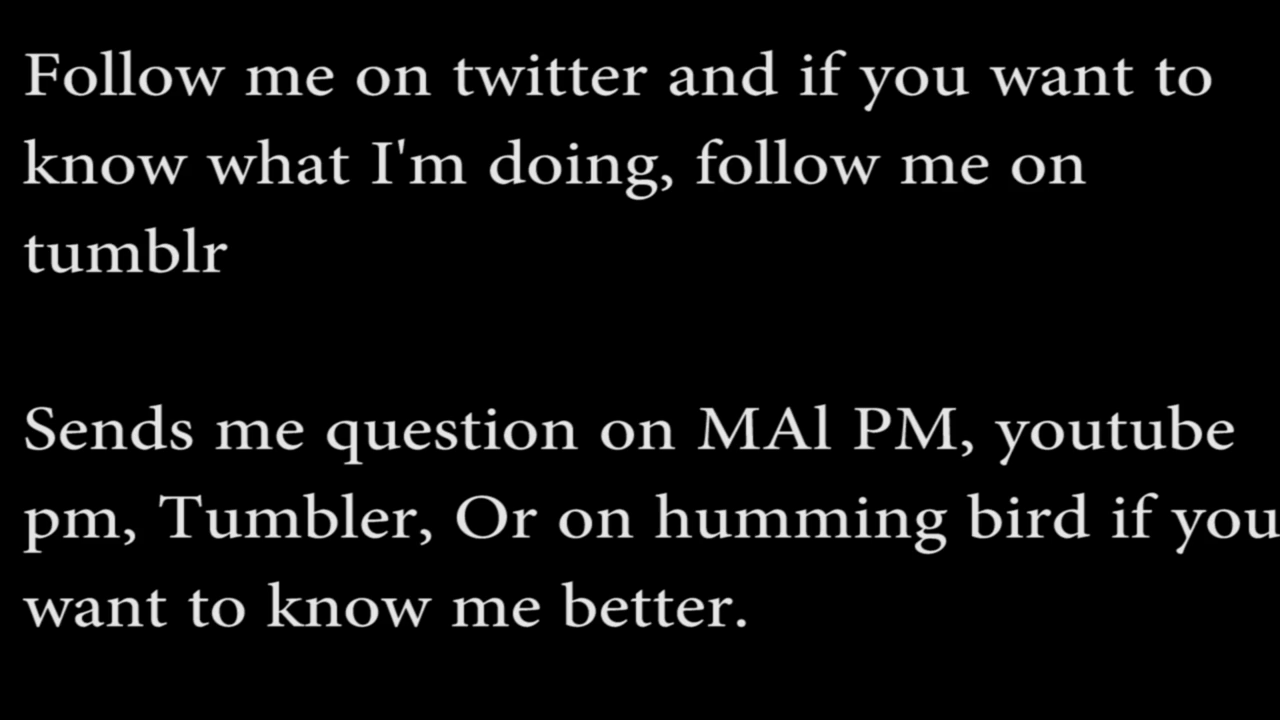 Follow me on twitter and if you want to
know what I'm doing, follow me on
tumblr
Sends me question on MAl PM, youtube
pm, Tumbler, Or on humming bird if you
want to know me better.